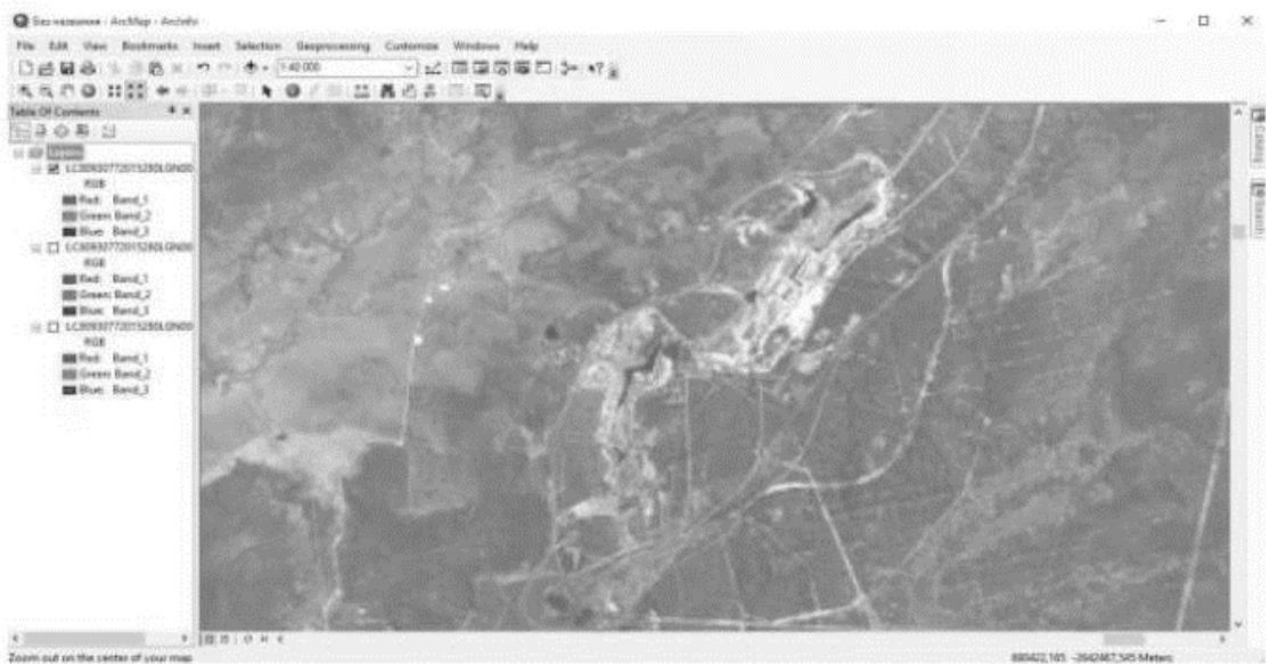 Без названия - ArcMap - ArcInfo
File Edit View Bookmarks Insert Selection Geoprocessing Customize Windows Help
1:40 000
Table Of Contents
Layers
RGB
Red: Band_1
Green: Band_2
Blue: Band_3
RGB
Red: Band_1
Green: Band_2
Blue: Band_3
RGB
Red: Band_1
Green: Band_2
Blue: Band_3
Catalog
Search
Zoom out on the center of your map
Meters